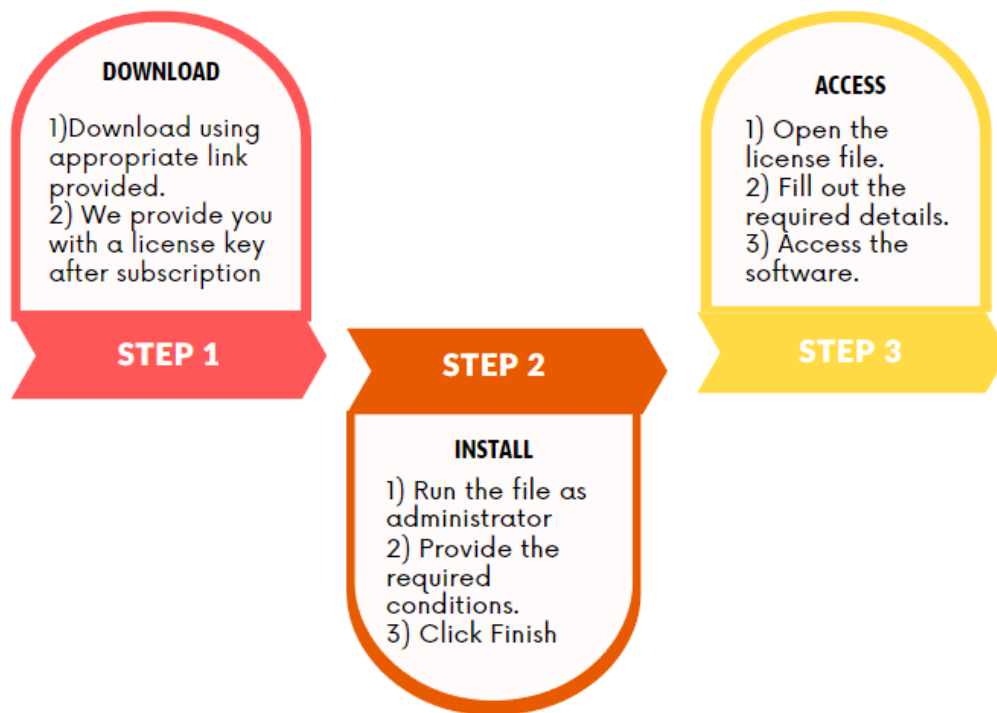 DOWNLOAD
1)Download using
appropriate link
provided.
2) We provide you
with a license key
after subscription
STEP 1
STEP 2
INSTALL
1) Run the file as
administrator
2) Provide the
required
conditions.
3) Click Finish
ACCESS
1) Open the
license file.
2) Fill out the
required details.
3) Access the
software.
STEP 3